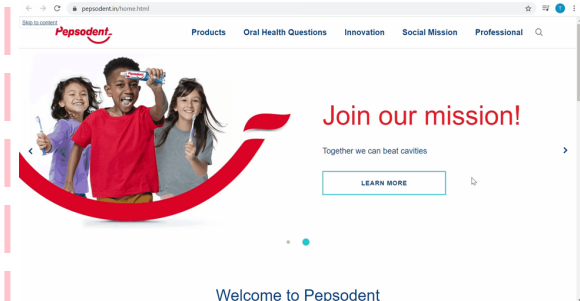 pepsodent.in/home.html
Skip to content
Pepsodent
Products Oral Health Questions Innovation Social Mission Professional
Pepsodent
Join our mission!
Together we can beat cavities
LEARN MORE
Welcome to Pepsodent